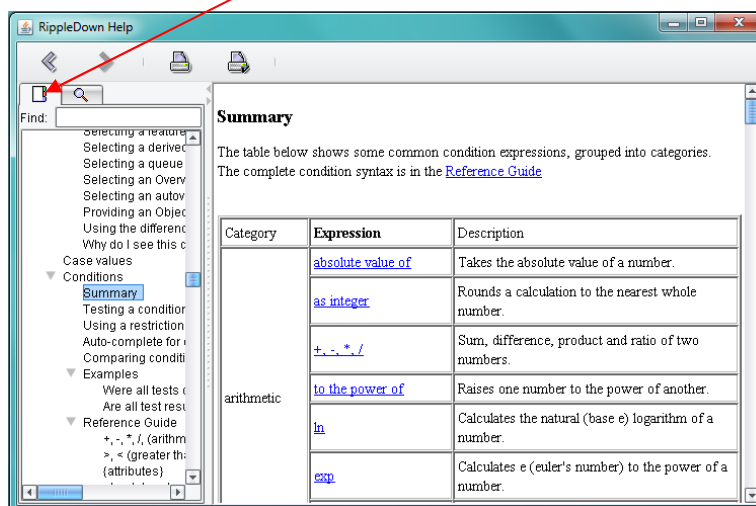 RippleDown Help
Find:
Selecting a feature
Selecting a derived
Selecting a queue
Selecting an Overv
Selecting an autov
Providing an Objec
Using the differenc
Why do I see this c
Case values
Conditions
Summary
Testing a condition
Using a restriction
Auto-complete for
Comparing conditi
Examples
Were all tests
Are all test resu
Reference Guide
+, -, *, /, (arithm
>, < (greater tha
{attributes}
Summary
The table below shows some common condition expressions, grouped into categories.
The complete condition syntax is in the Reference Guide
Category Expression Description
arithmetic
absolute value of Takes the absolute value of a number.
as integer Rounds a calculation to the nearest whole
number.
+, -, *, / Sum, difference, product and ratio of two
numbers.
to the power of Raises one number to the power of another.
ln Calculates the natural (base e) logarithm of a
number.
exp Calculates e (euler's number) to the power of a
number.